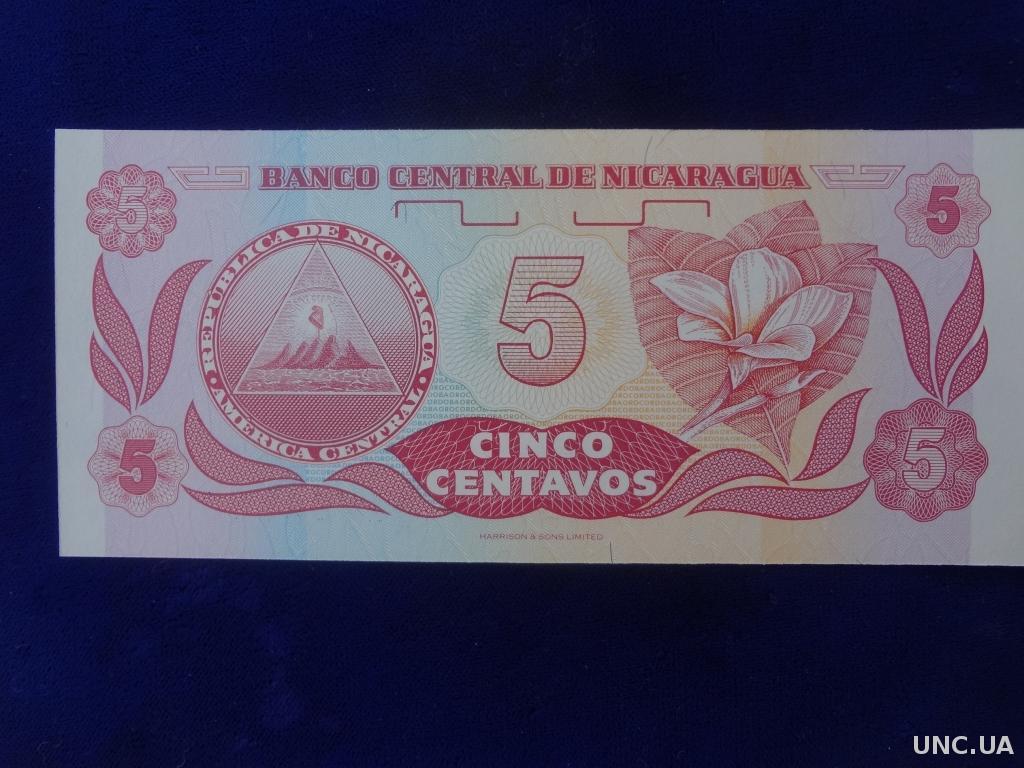 BANCO CENTRAL DE NICARAGUA
5
5
REPÚBLICA DE NICARAGUA
AMERICA CENTRAL
5
CINCO
CENTAVOS
5
5
HARRISON & SONS LIMITED
UNC.UA